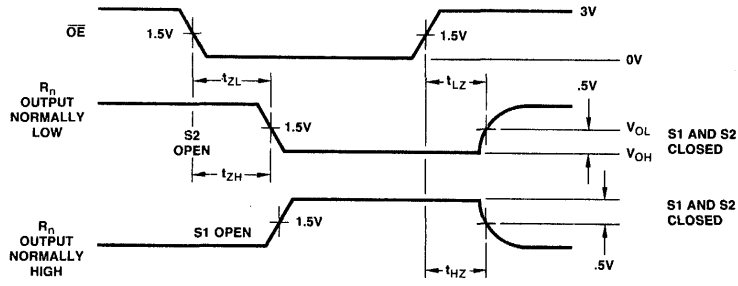 3V
OE
1.5V
1.5V
0V
tZL
tLZ
.5V
Rn
OUTPUT
NORMALLY
LOW
S2
OPEN
1.5V
VOL
VOH
S1 AND S2
CLOSED
tZH
S1 AND S2
CLOSED
Rn
OUTPUT
NORMALLY
HIGH
S1 OPEN
1.5V
.5V
tHZ